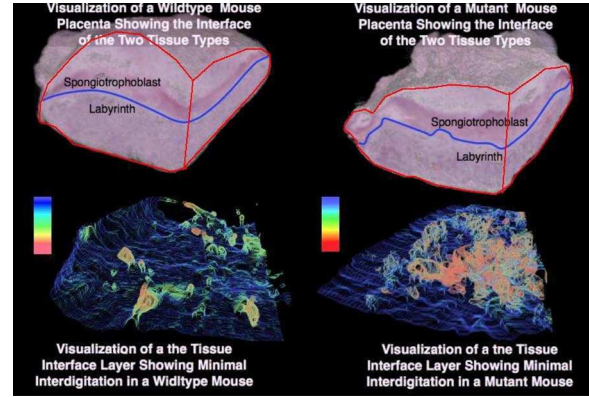 Visualization of a Wildtype Mouse
Placenta Showing the Interface
of the Two Tissue Types
Spongiotrophoblast
Labyrinth
Visualization of a Mutant Mouse
Placenta Showing the Interface
of the Two Tissue Types
Spongiotrophoblast
Labyrinth
Visualization of a the Tissue
Interface Layer Showing Minimal
Interdigitation in a Widltype Mouse
Visualization of a tne Tissue
Interface Layer Showing Minimal
Interdigitation in a Mutant Mouse